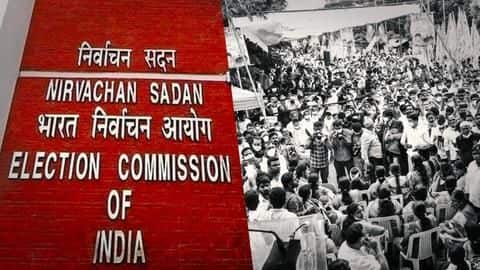 निर्वाचन सदन
NIRVACHAN SADAN
भारत निर्वाचन आयोग
ELECTION COMMISSION
OF
INDIA